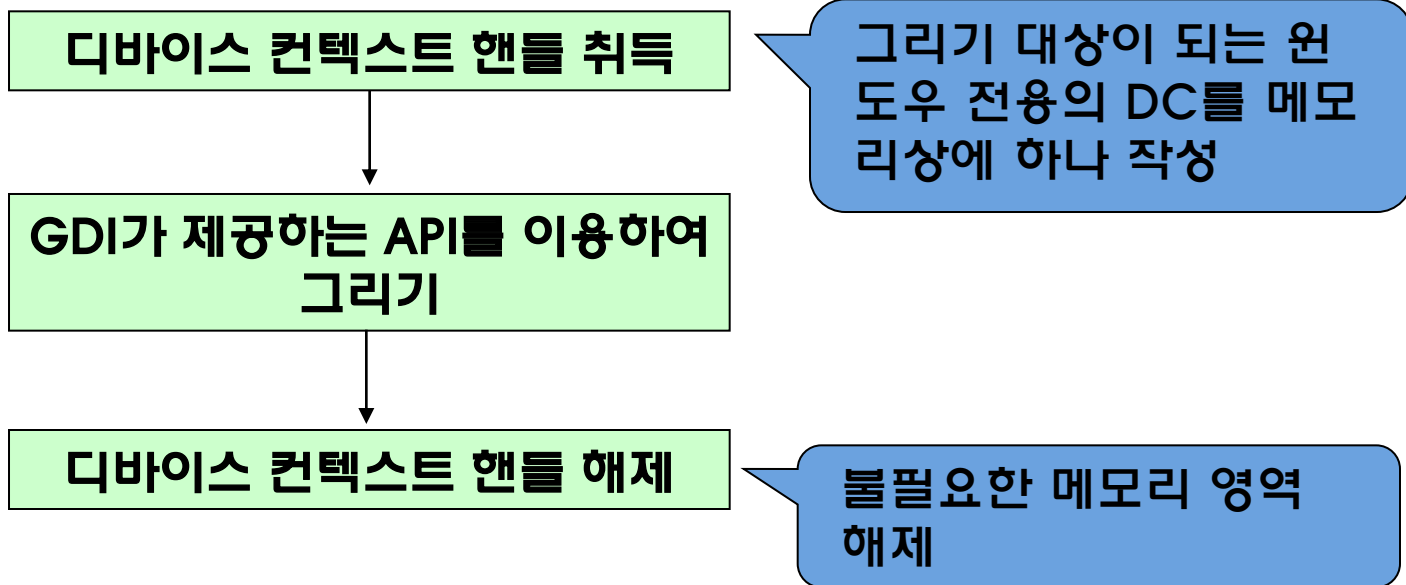 디바이스 컨텍스트 핸들 취득
그리기 대상이 되는 윈
도우 전용의 DC를 메모
리상에 하나 작성
GDI가 제공하는 API를 이용하여
그리기
디바이스 컨텍스트 핸들 해제
불필요한 메모리 영역
해제